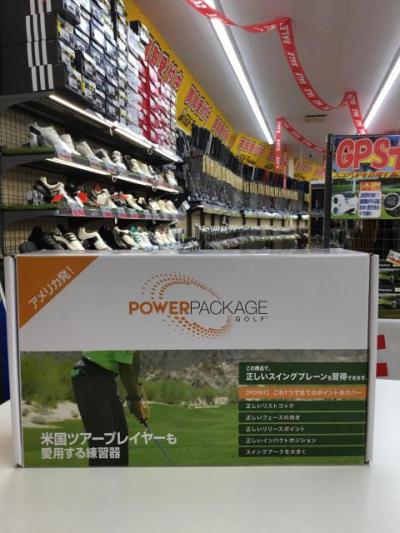 SALE
SALE
GPS
アメリカ発!
POWERPACKAGE
GOLF
この商品で、
正しいスイングプレーンを習得できます。
[POINT] これ1つで全てのポイントをカバー
正しいリストコック
正しいフェースの向き
正しいリリースポイント
正しいインパクトポジション
スイングアークを大きく
米国ツアープレイヤーも
愛用する練習器